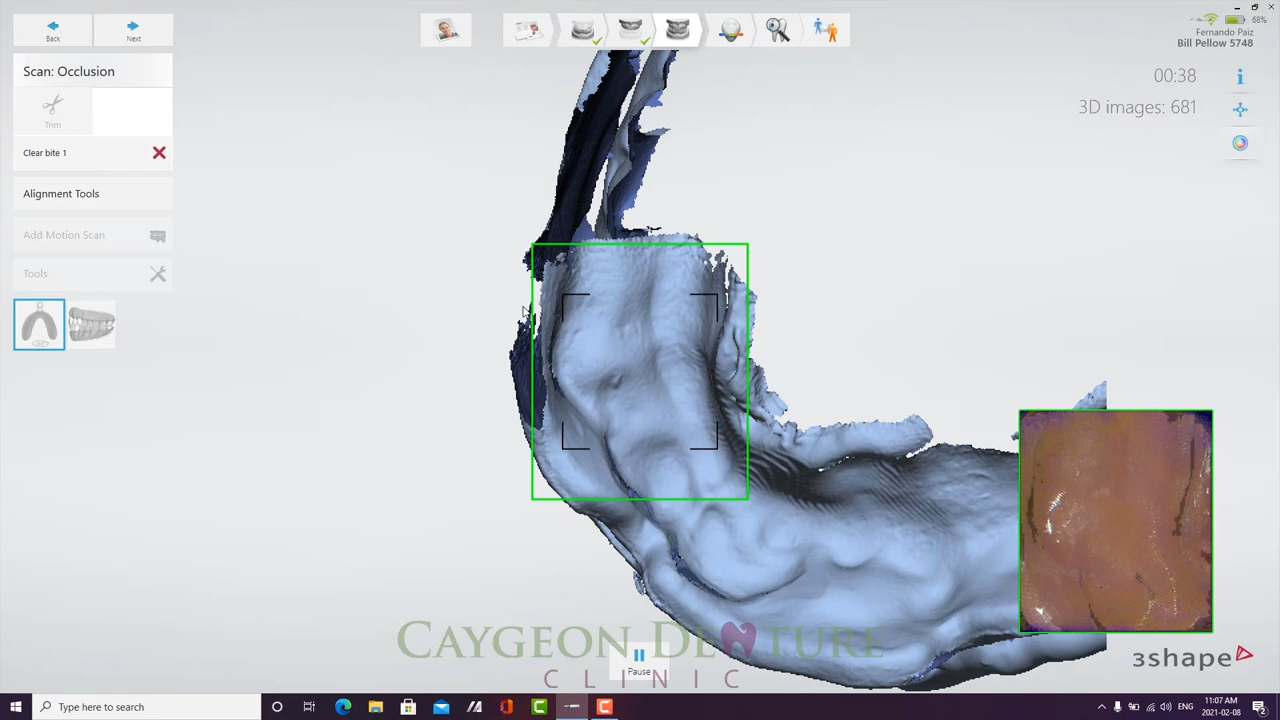 Back
Next
68%
Fernando Paiz
Bill Pellow 5748
Scan: Occlusion
00:38
Trim
3D images: 681
Clear bite 1
Alignment Tools
Add Motion Scan
Tools
CAYGEON DENTURE
CLINIC
Pause
3shape
Type here to search
ENG
11:07 AM
2021-02-08
2